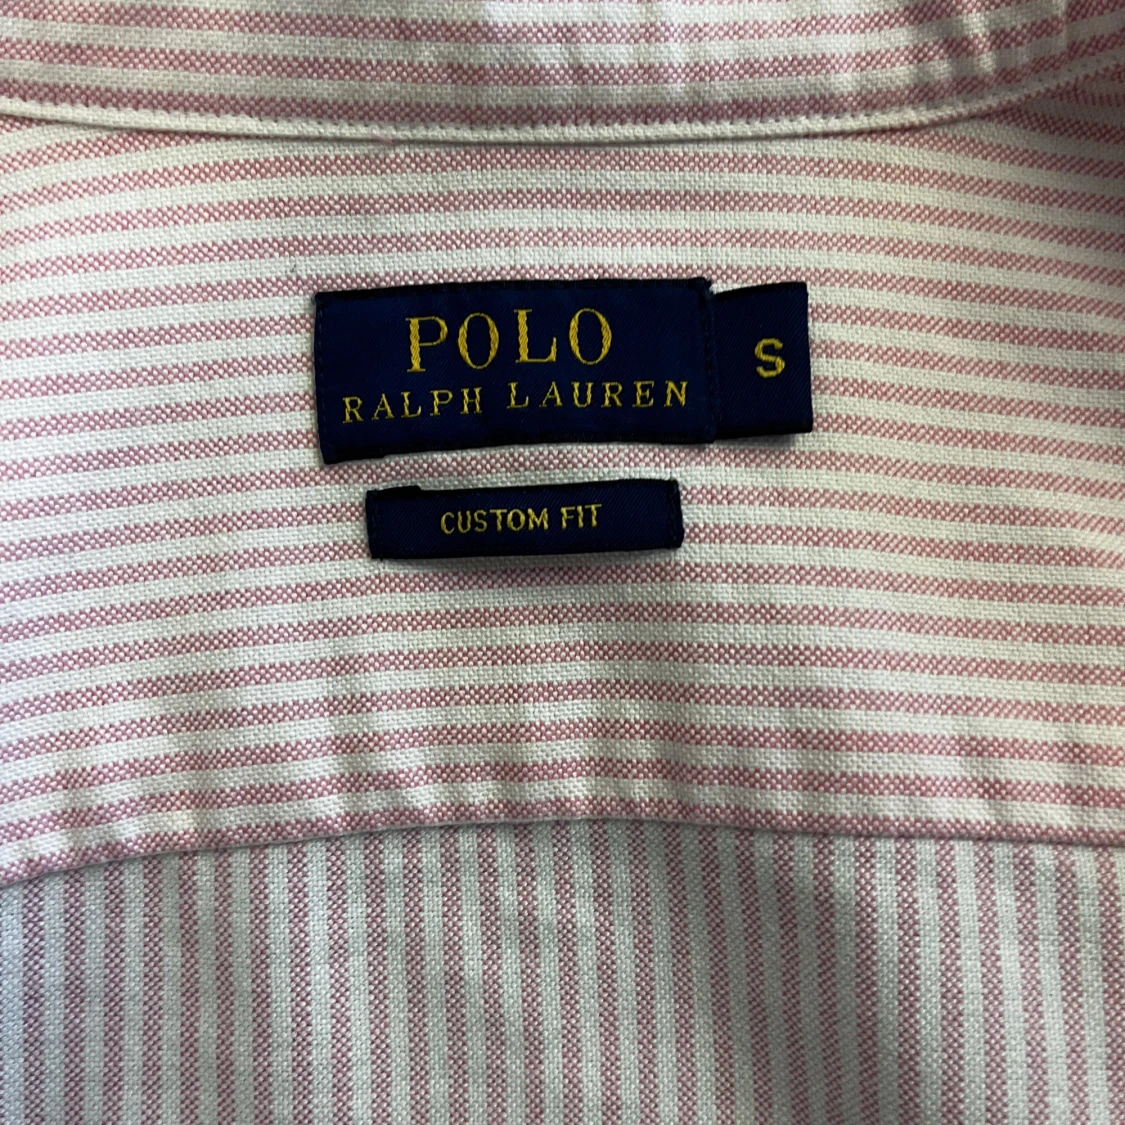 POLO
RALPH LAUREN
S
CUSTOM FIT